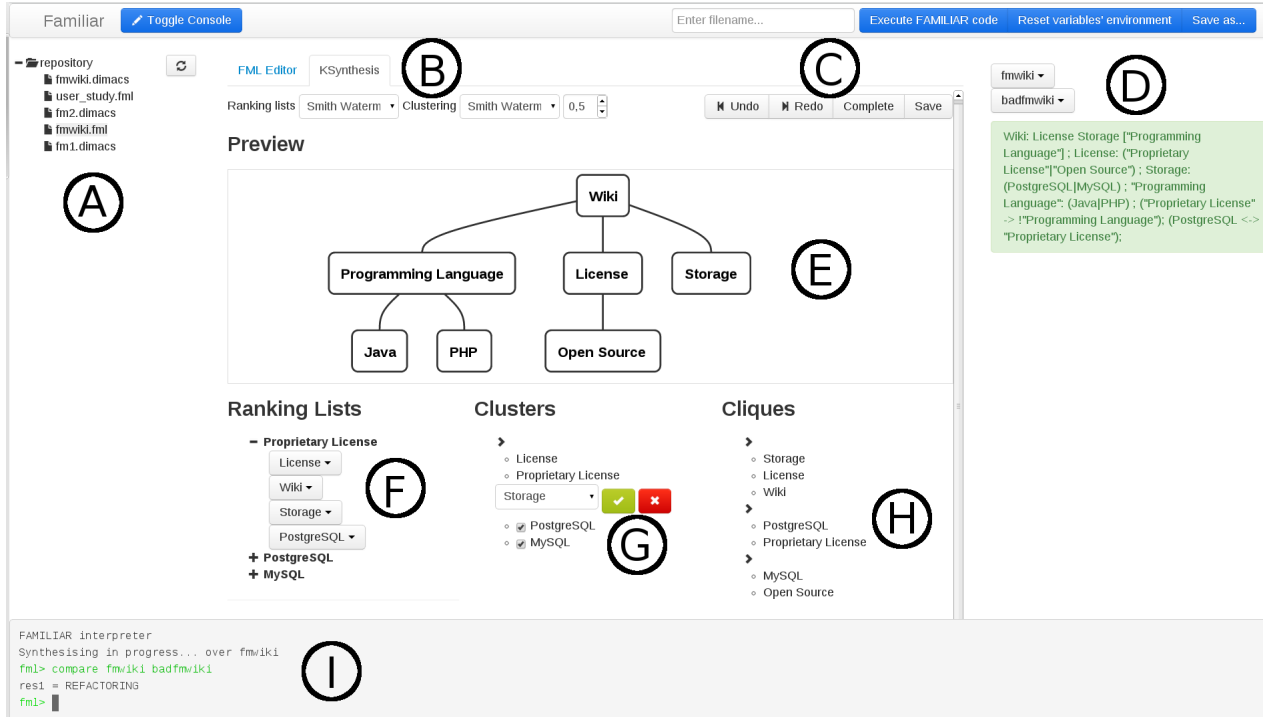 Familiar
Toggle Console
Enter filename...
Execute FAMILIAR code
Reset variables' environment
Save as...
repository
fmwiki.dimacs
user_study.fml
fm2.dimacs
fmwiki.fml
fm1.dimacs
A
FML Editor
KSynthesis
B
C
Ranking lists
Smith Waterm
Clustering
Smith Waterm
0,5
Undo
Redo
Complete
Save
Preview
Wiki
Programming Language
License
Storage
Java
PHP
Open Source
E
fmwiki
badfmwiki
D
Wiki: License Storage ["Programming
Language"] ; License: ("Proprietary
License"|"Open Source") ; Storage:
(PostgreSQL|MySQL) ; "Programming
Language": (Java|PHP) ; ("Proprietary License"
-> !"Programming Language"); (PostgreSQL <->
"Proprietary License");
Ranking Lists
Proprietary License
License
Wiki
Storage
PostgreSQL
PostgreSQL
MySQL
F
Clusters
License
Proprietary License
Storage
PostgreSQL
MySQL
G
Cliques
Storage
License
Wiki
PostgreSQL
Proprietary License
MySQL
Open Source
H
FAMILIAR interpreter
Synthesising in progress... over fmwiki
fml> compare fmwiki badfmwiki
res1 = REFACTORING
fml>
I